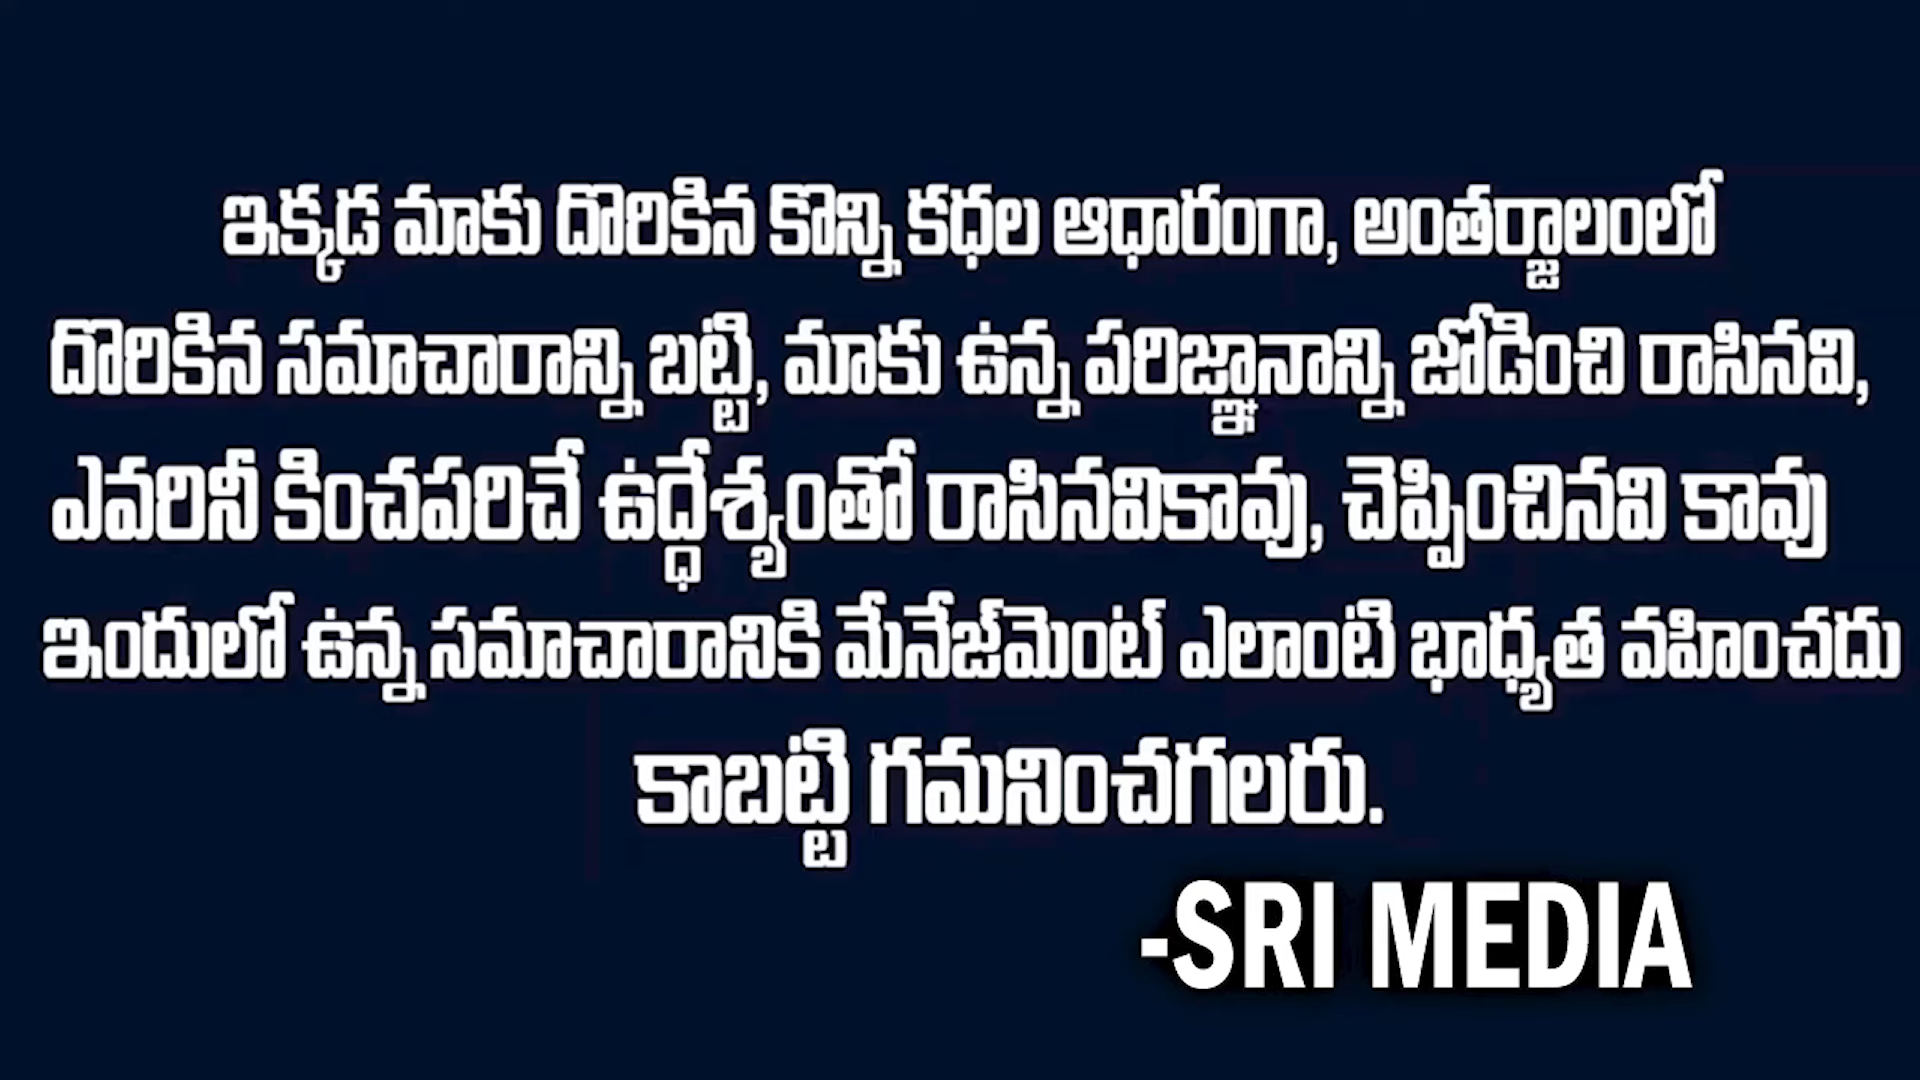 ఇక్కడ మాకు దొరికిన కొన్ని కధల ఆధారంగా, అంతర్జాలంలో
దొరికిన సమాచారాన్ని బట్టి, మాకు ఉన్న పరిజ్ఞానాన్ని జోడించి రాసినవి,
ఎవరినీ కించపరిచే ఉద్ధేశ్యంతో రాసినవికావు, చెప్పించినవి కావు
ఇందులో ఉన్న సమాచారానికి మేనేజ్‌మెంట్ ఎలాంటి భాధ్యత వహించదు
కాబట్టి గమనించగలరు.
-SRI MEDIA